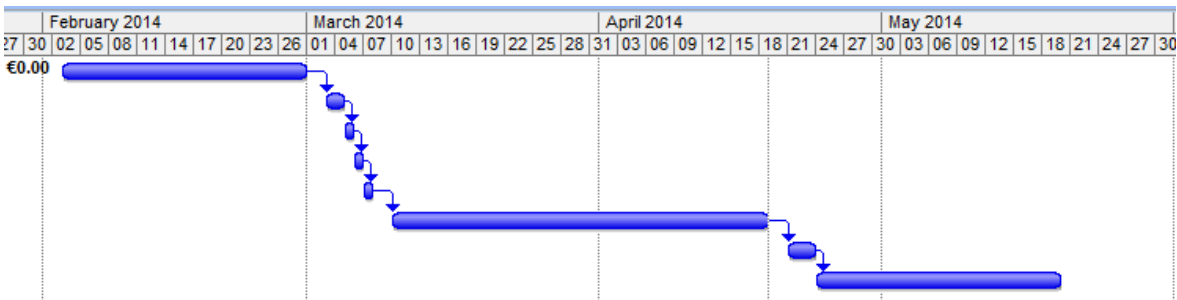 February 2014 March 2014 April 2014 May 2014
27 30 02 05 08 11 14 17 20 23 26 01 04 07 10 13 16 19 22 25 28 31 03 06 09 12 15 18 21 24 27 30 03 06 09 12 15 18 21 24 27 30
€0.00